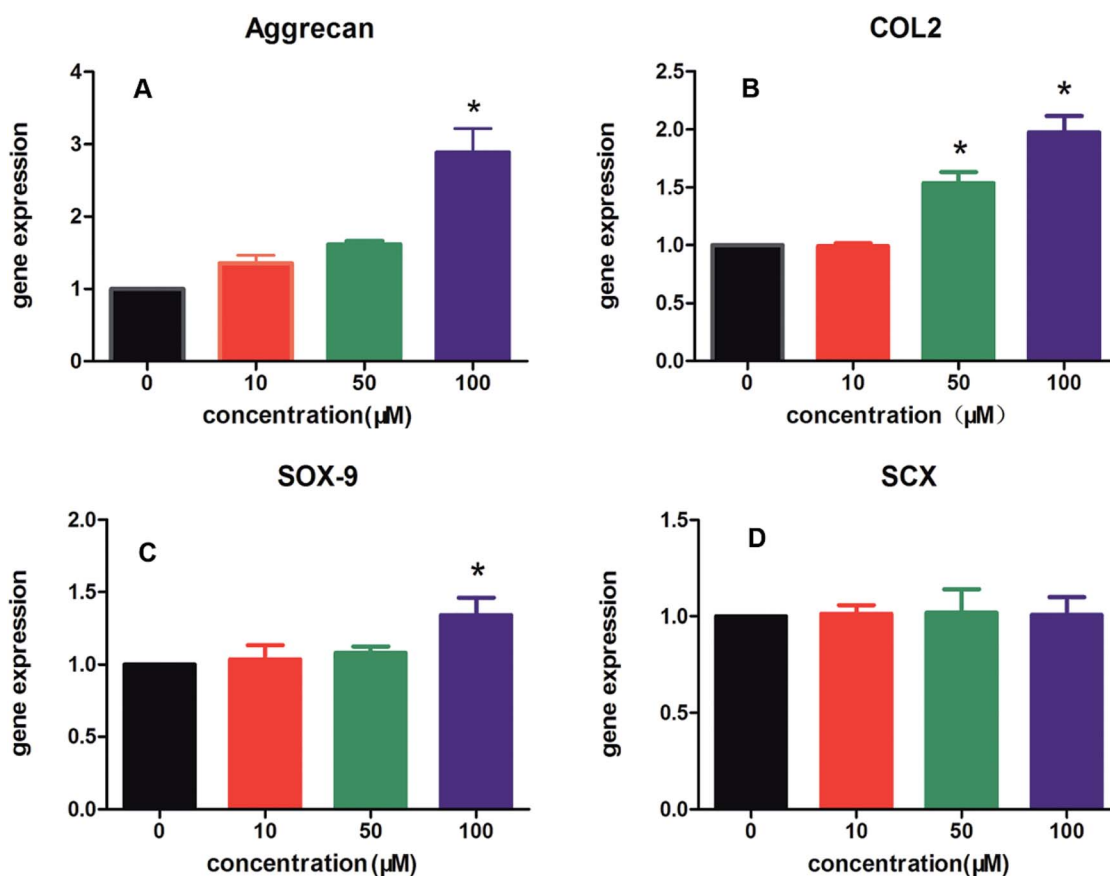 Aggrecan
A
*
gene expression
4
3
2
1
0
0 10 50 100
concentration(µM)
COL2
B
*
*
gene expression
2.5
2.0
1.5
1.0
0.5
0.0
0 10 50 100
concentration（µM）
SOX-9
C
*
gene expression
2.0
1.5
1.0
0.5
0.0
0 10 50 100
concentration(µM)
SCX
D
gene expression
1.5
1.0
0.5
0.0
0 10 50 100
concentration(µM)